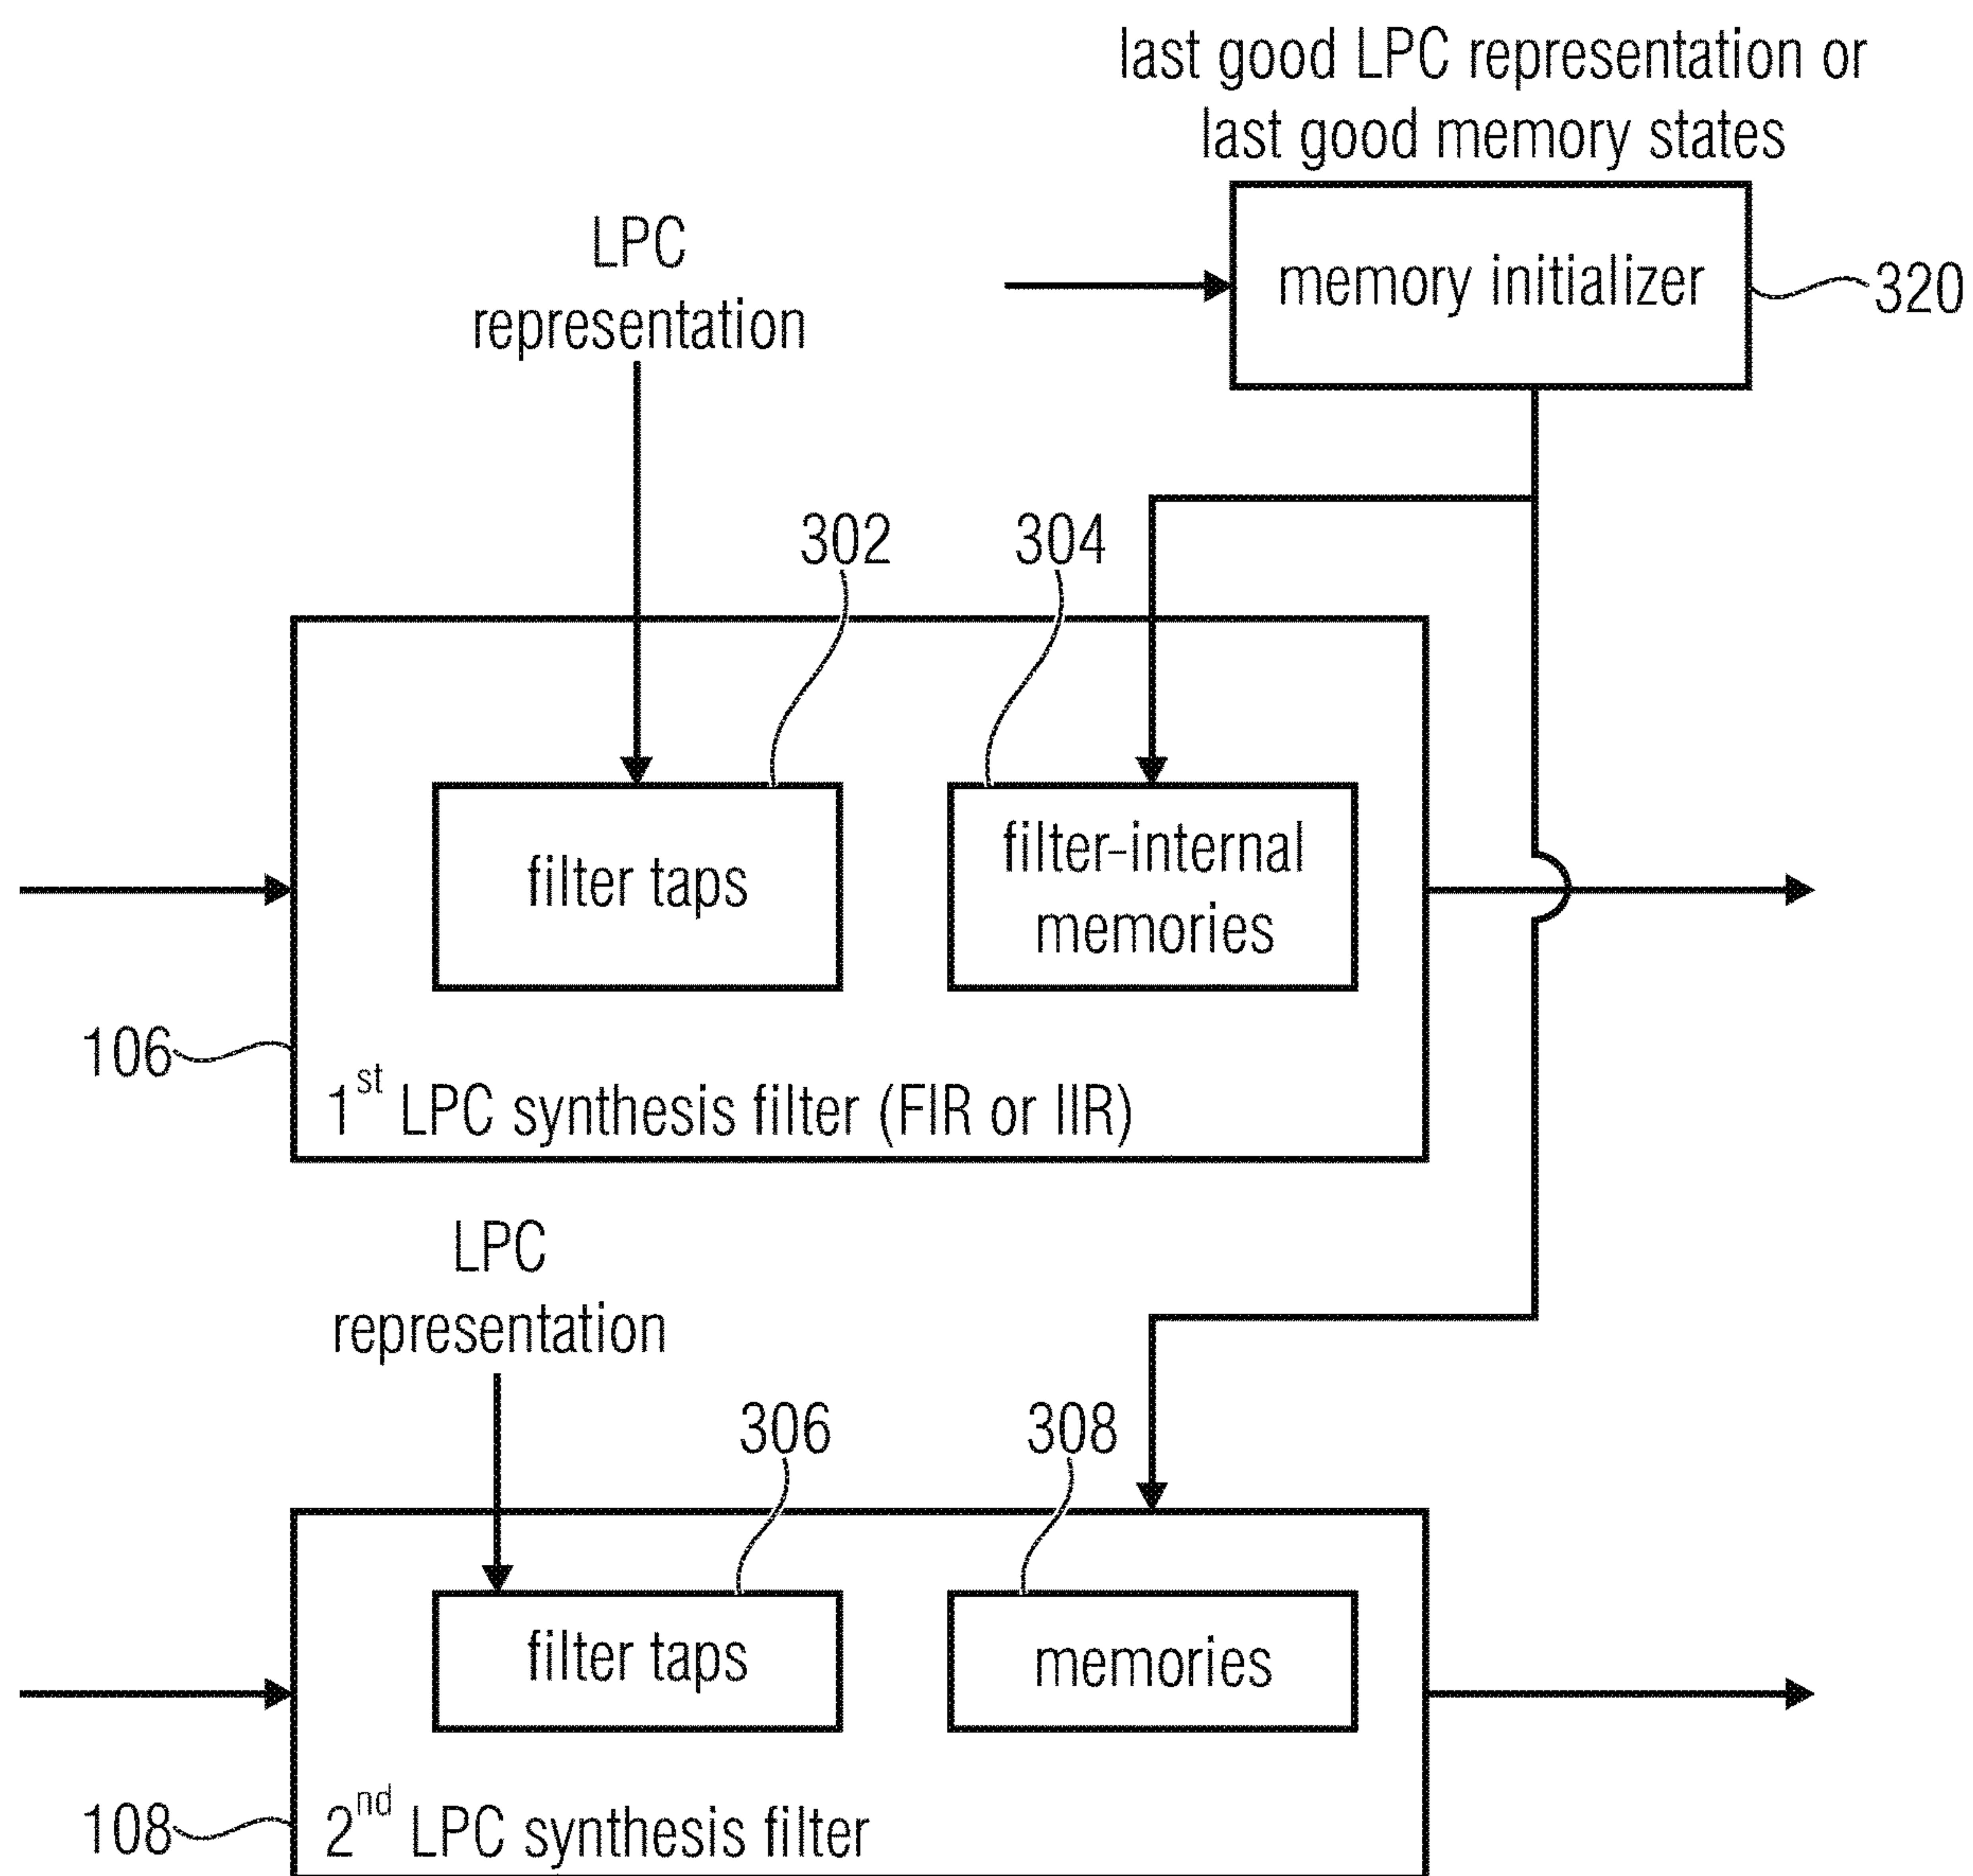 last good LPC representation or
last good memory states
memory initializer
320
LPC
representation
302
304
filter taps
filter-internal
memories
106
1st LPC synthesis filter (FIR or IIR)
LPC
representation
306
308
filter taps
memories
108
2nd LPC synthesis filter